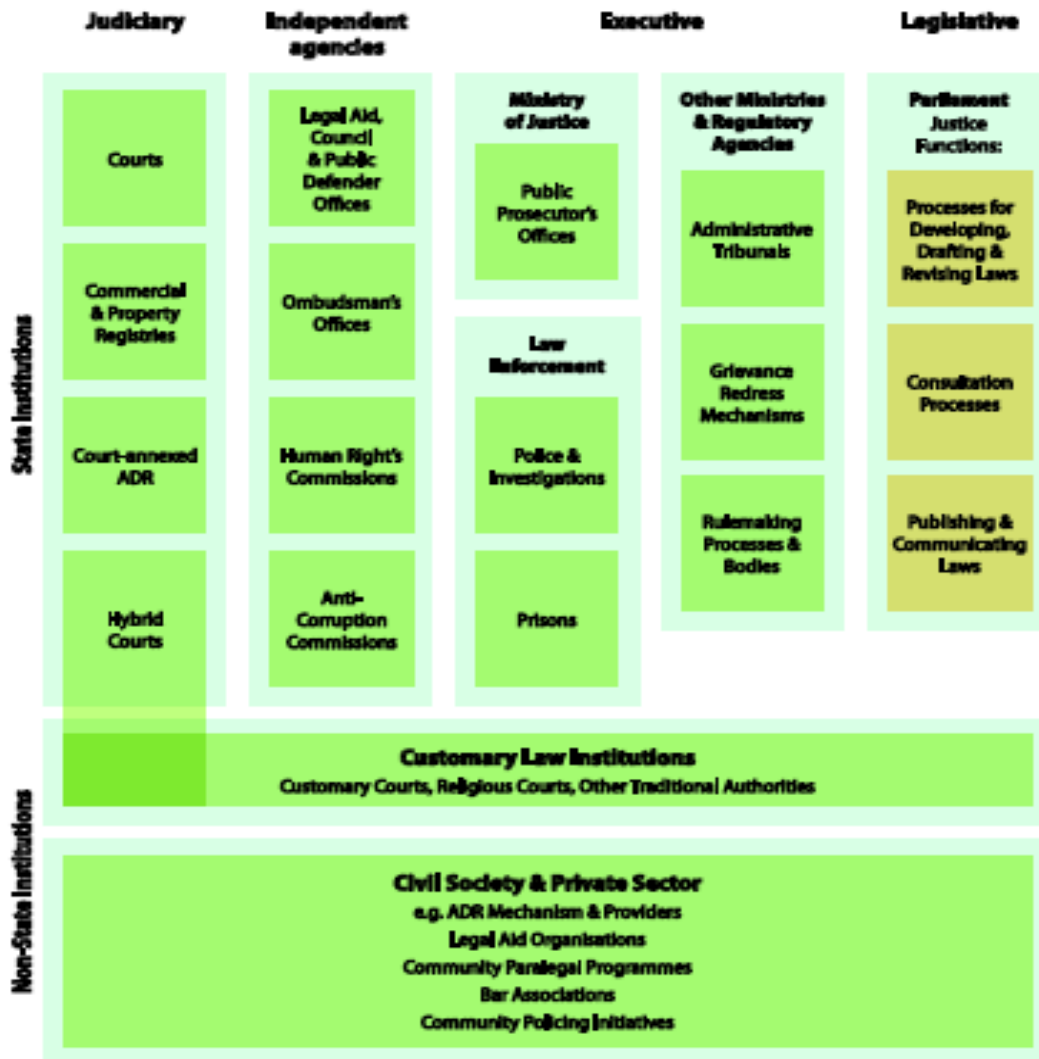 Judiciary
Independent
agencies
Executive
Legislative
State Institutions
Courts
Commercial
& Property
Registries
Court-annexed
ADR
Hybrid
Courts
Legal Aid,
Council
& Public
Defender
Offices
Ombudsman's
Offices
Human Right's
Commissions
Anti-
Corruption
Commissions
Ministry
of Justice
Public
Prosecutor's
Offices
Law
Enforcement
Police &
Investigations
Prisons
Other Ministries
& Regulatory
Agencies
Administrative
Tribunals
Grievance
Redress
Mechanisms
Rulemaking
Processes &
Bodies
Parliament
Justice
Functions:
Processes for
Developing,
Drafting &
Revising Laws
Consultation
Processes
Publishing &
Communicating
Laws
Non-State Institutions
Customary Law Institutions
Customary Courts, Religious Courts, Other Traditional Authorities
Civil Society & Private Sector
e.g. ADR Mechanism & Providers
Legal Aid Organisations
Community Paralegal Programmes
Bar Associations
Community Policing Initiatives